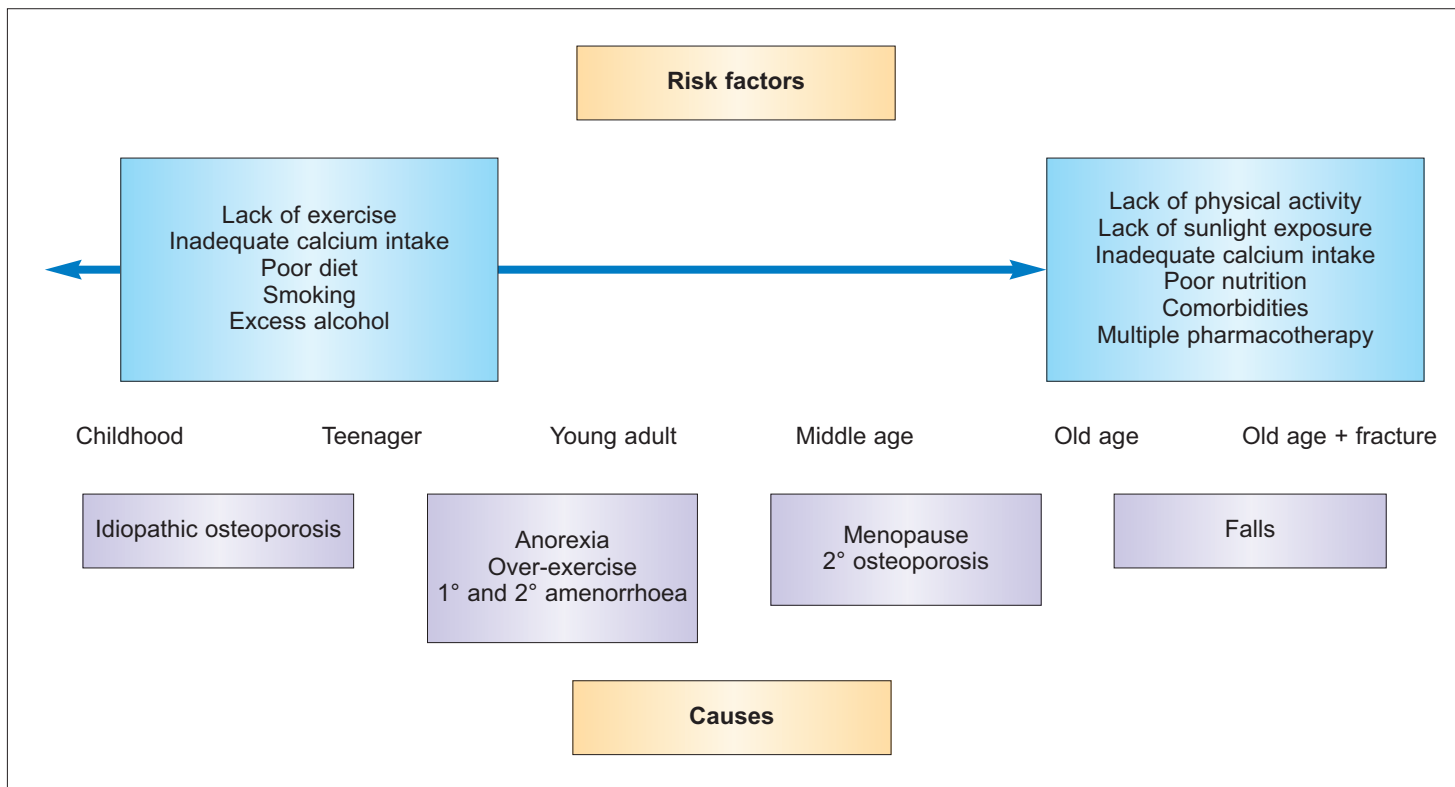 Risk factors
Lack of exercise
Inadequate calcium intake
Poor diet
Smoking
Excess alcohol
Lack of physical activity
Lack of sunlight exposure
Inadequate calcium intake
Poor nutrition
Comorbidities
Multiple pharmacotherapy
Childhood Teenager Young adult Middle age Old age Old age + fracture
Idiopathic osteoporosis
Anorexia
Over-exercise
1° and 2° amenorrhoea
Menopause
2° osteoporosis
Falls
Causes